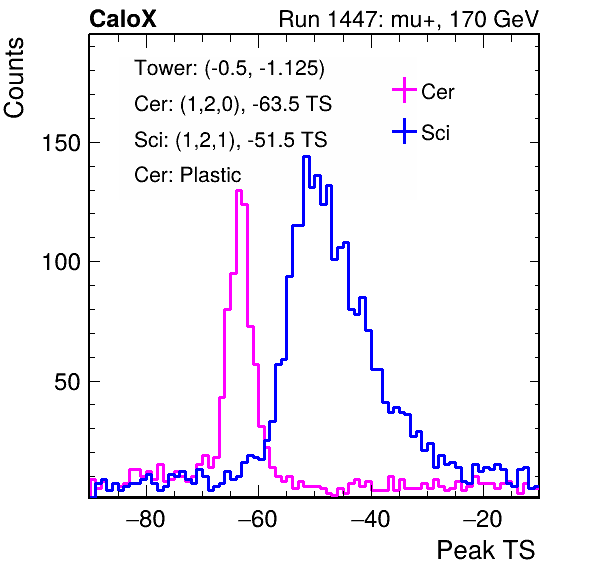 CaloX Run 1447: mu+, 170 GeV
Counts
Tower: (-0.5, -1.125)
Cer: (1,2,0), -63.5 TS
Sci: (1,2,1), -51.5 TS
Cer: Plastic
Cer
Sci
150
100
50
−80 −60 −40 −20
Peak TS